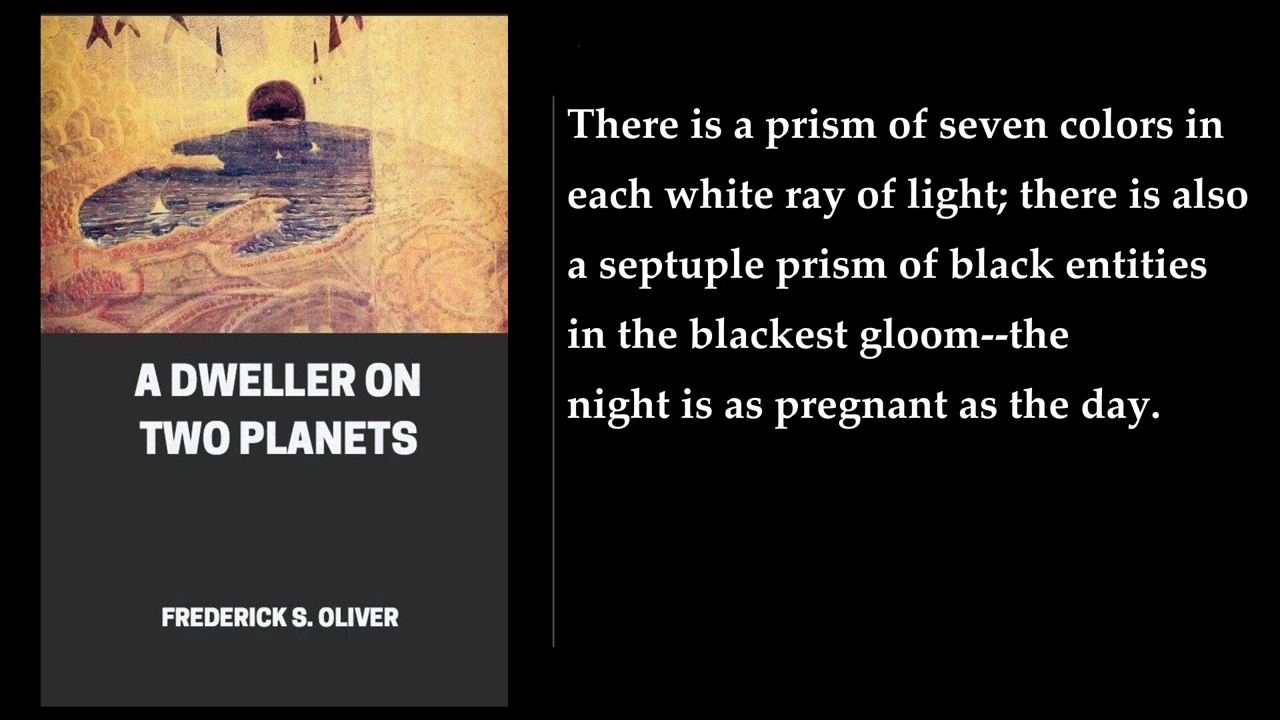 A DWELLER ON
TWO PLANETS
FREDERICK S. OLIVER
There is a prism of seven colors in
each white ray of light; there is also
a septuple prism of black entities
in the blackest gloom--the
night is as pregnant as the day.